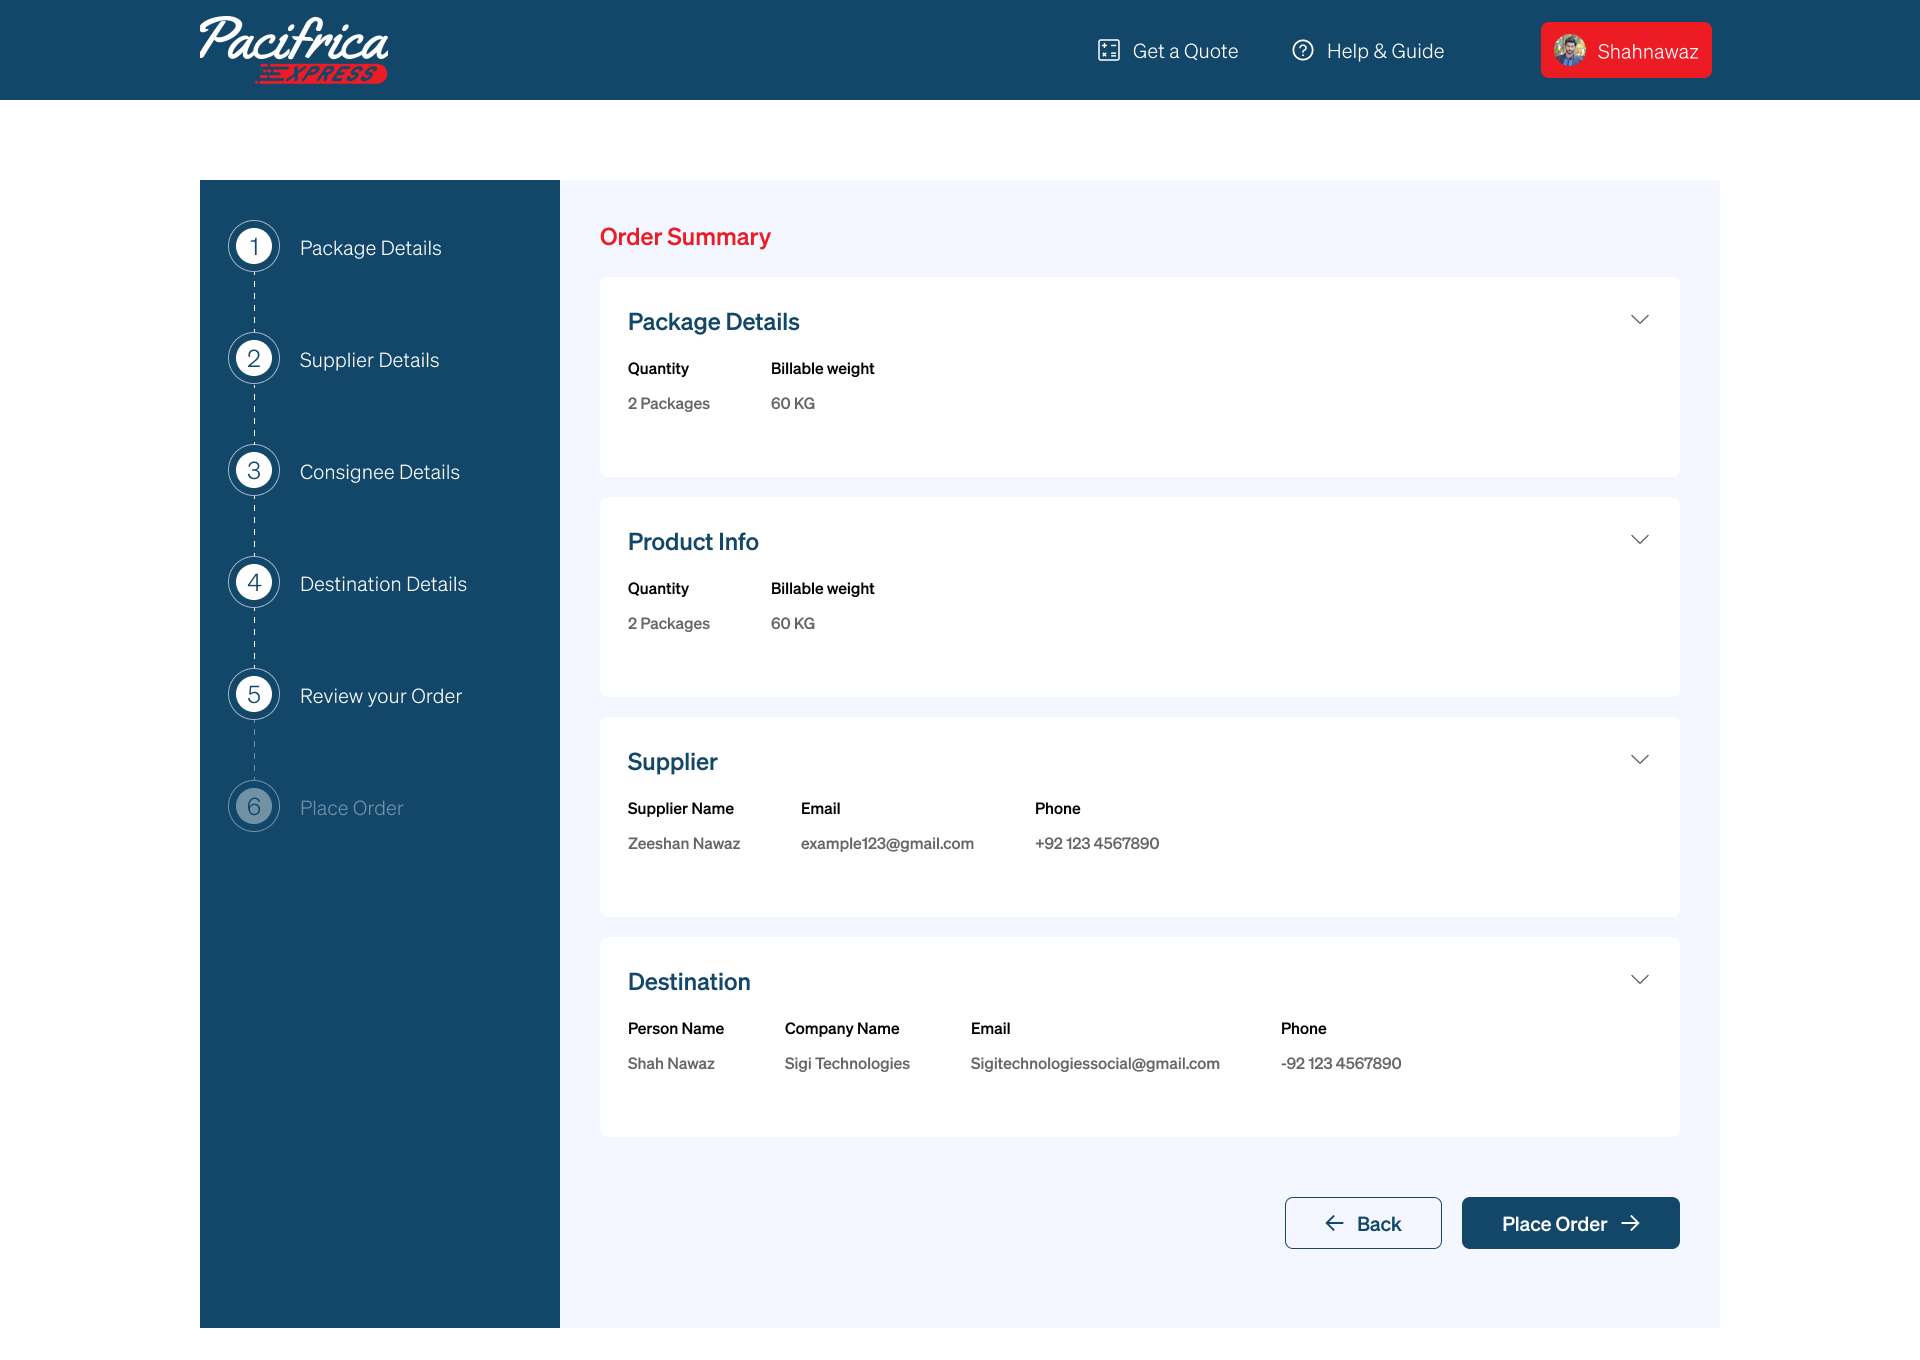 Pacifrica
XPRESS
Get a Quote
Help & Guide
Shahnawaz
1 Package Details
2 Supplier Details
3 Consignee Details
4 Destination Details
5 Review your Order
6 Place Order
Order Summary
Package Details
Quantity Billable weight
2 Packages 60 KG
Product Info
Quantity Billable weight
2 Packages 60 KG
Supplier
Supplier Name Email Phone
Zeeshan Nawaz example123@gmail.com +92 123 4567890
Destination
Person Name Company Name Email Phone
Shah Nawaz Sigi Technologies Sigitechnologiessocial@gmail.com -92 123 4567890
Back Place Order